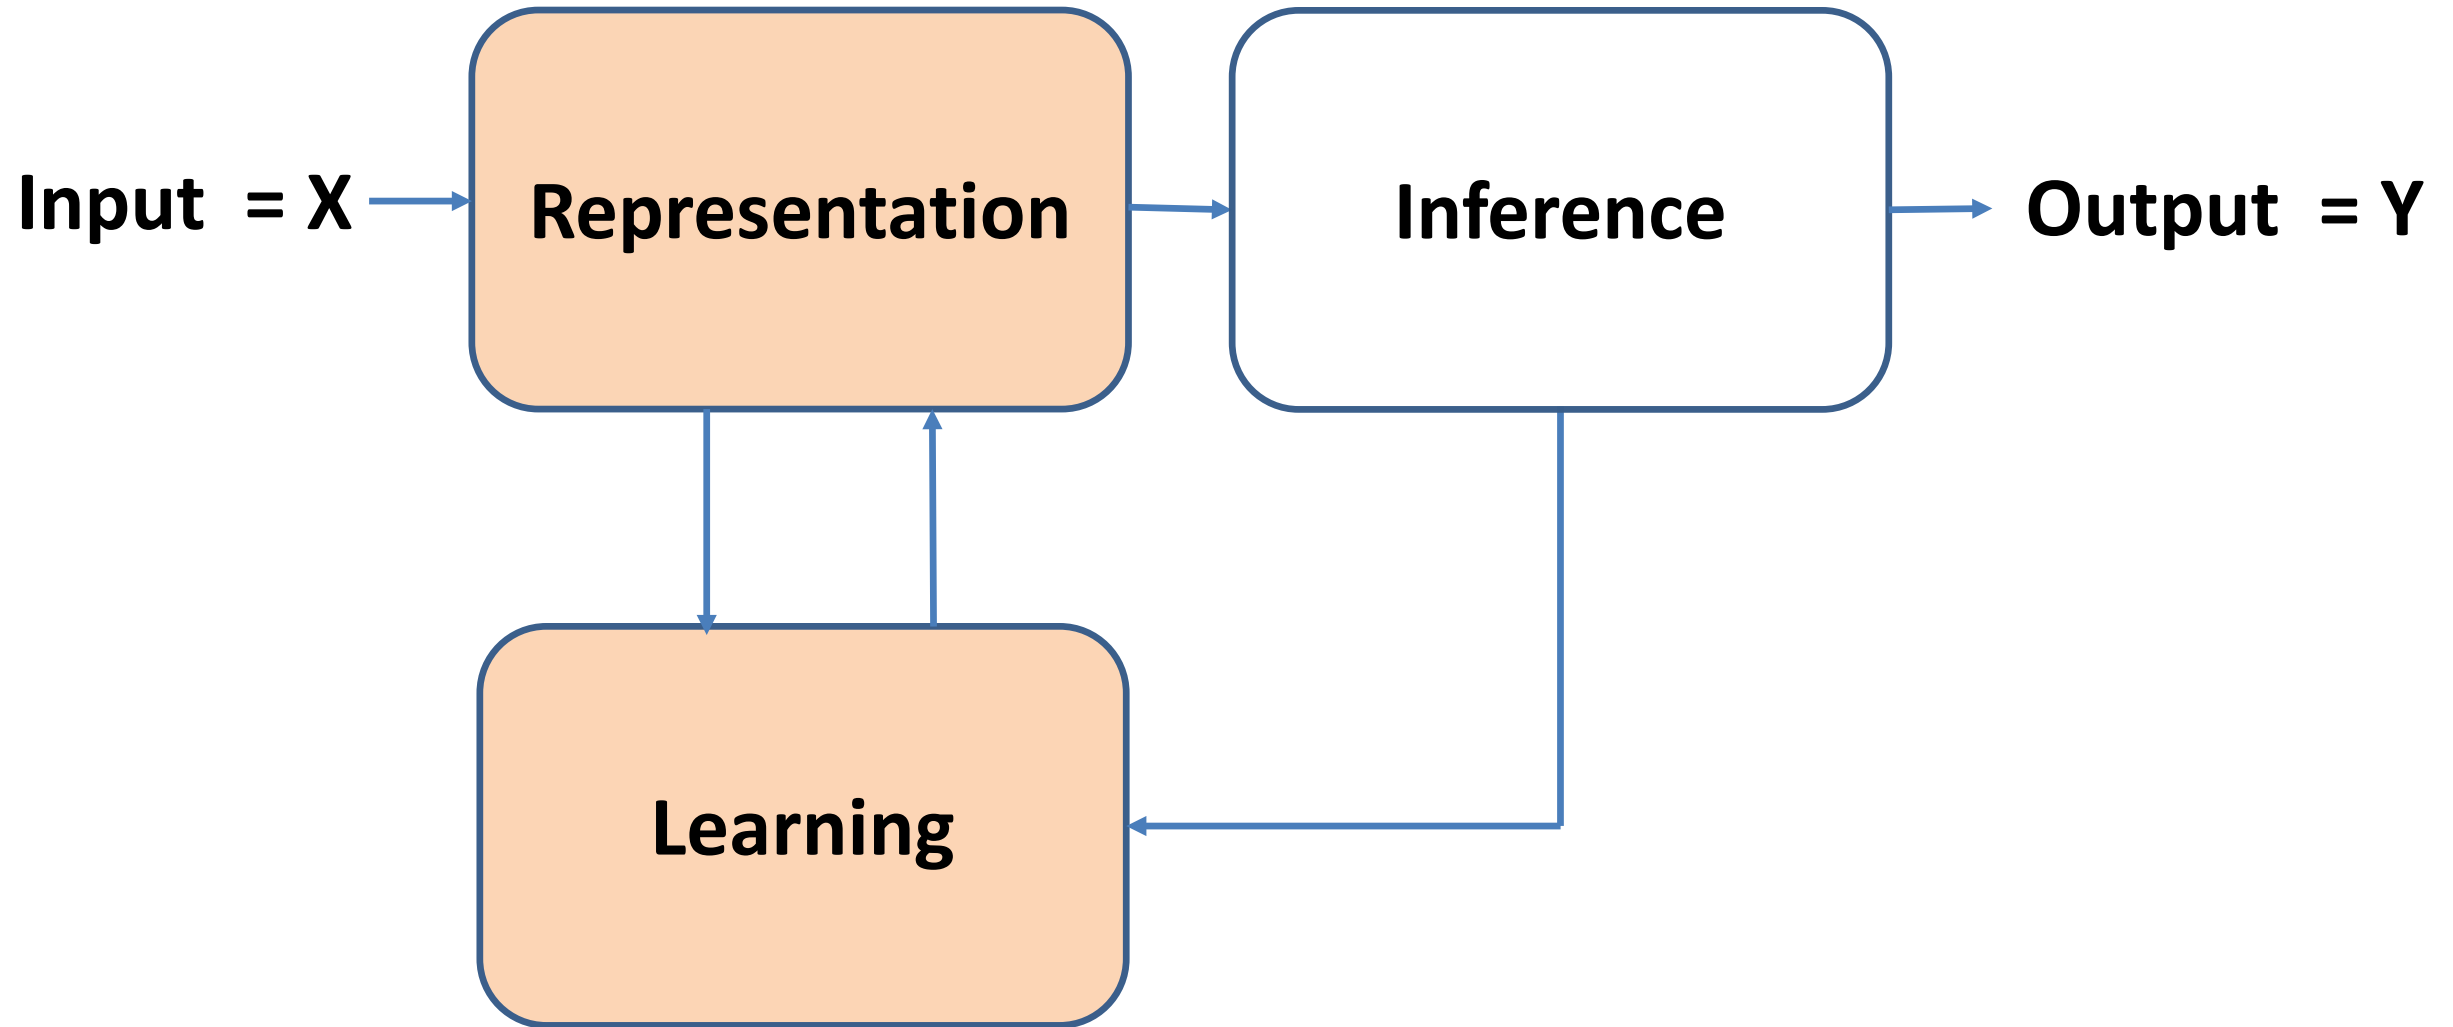 Input = X
Representation
Inference
Output = Y
Learning